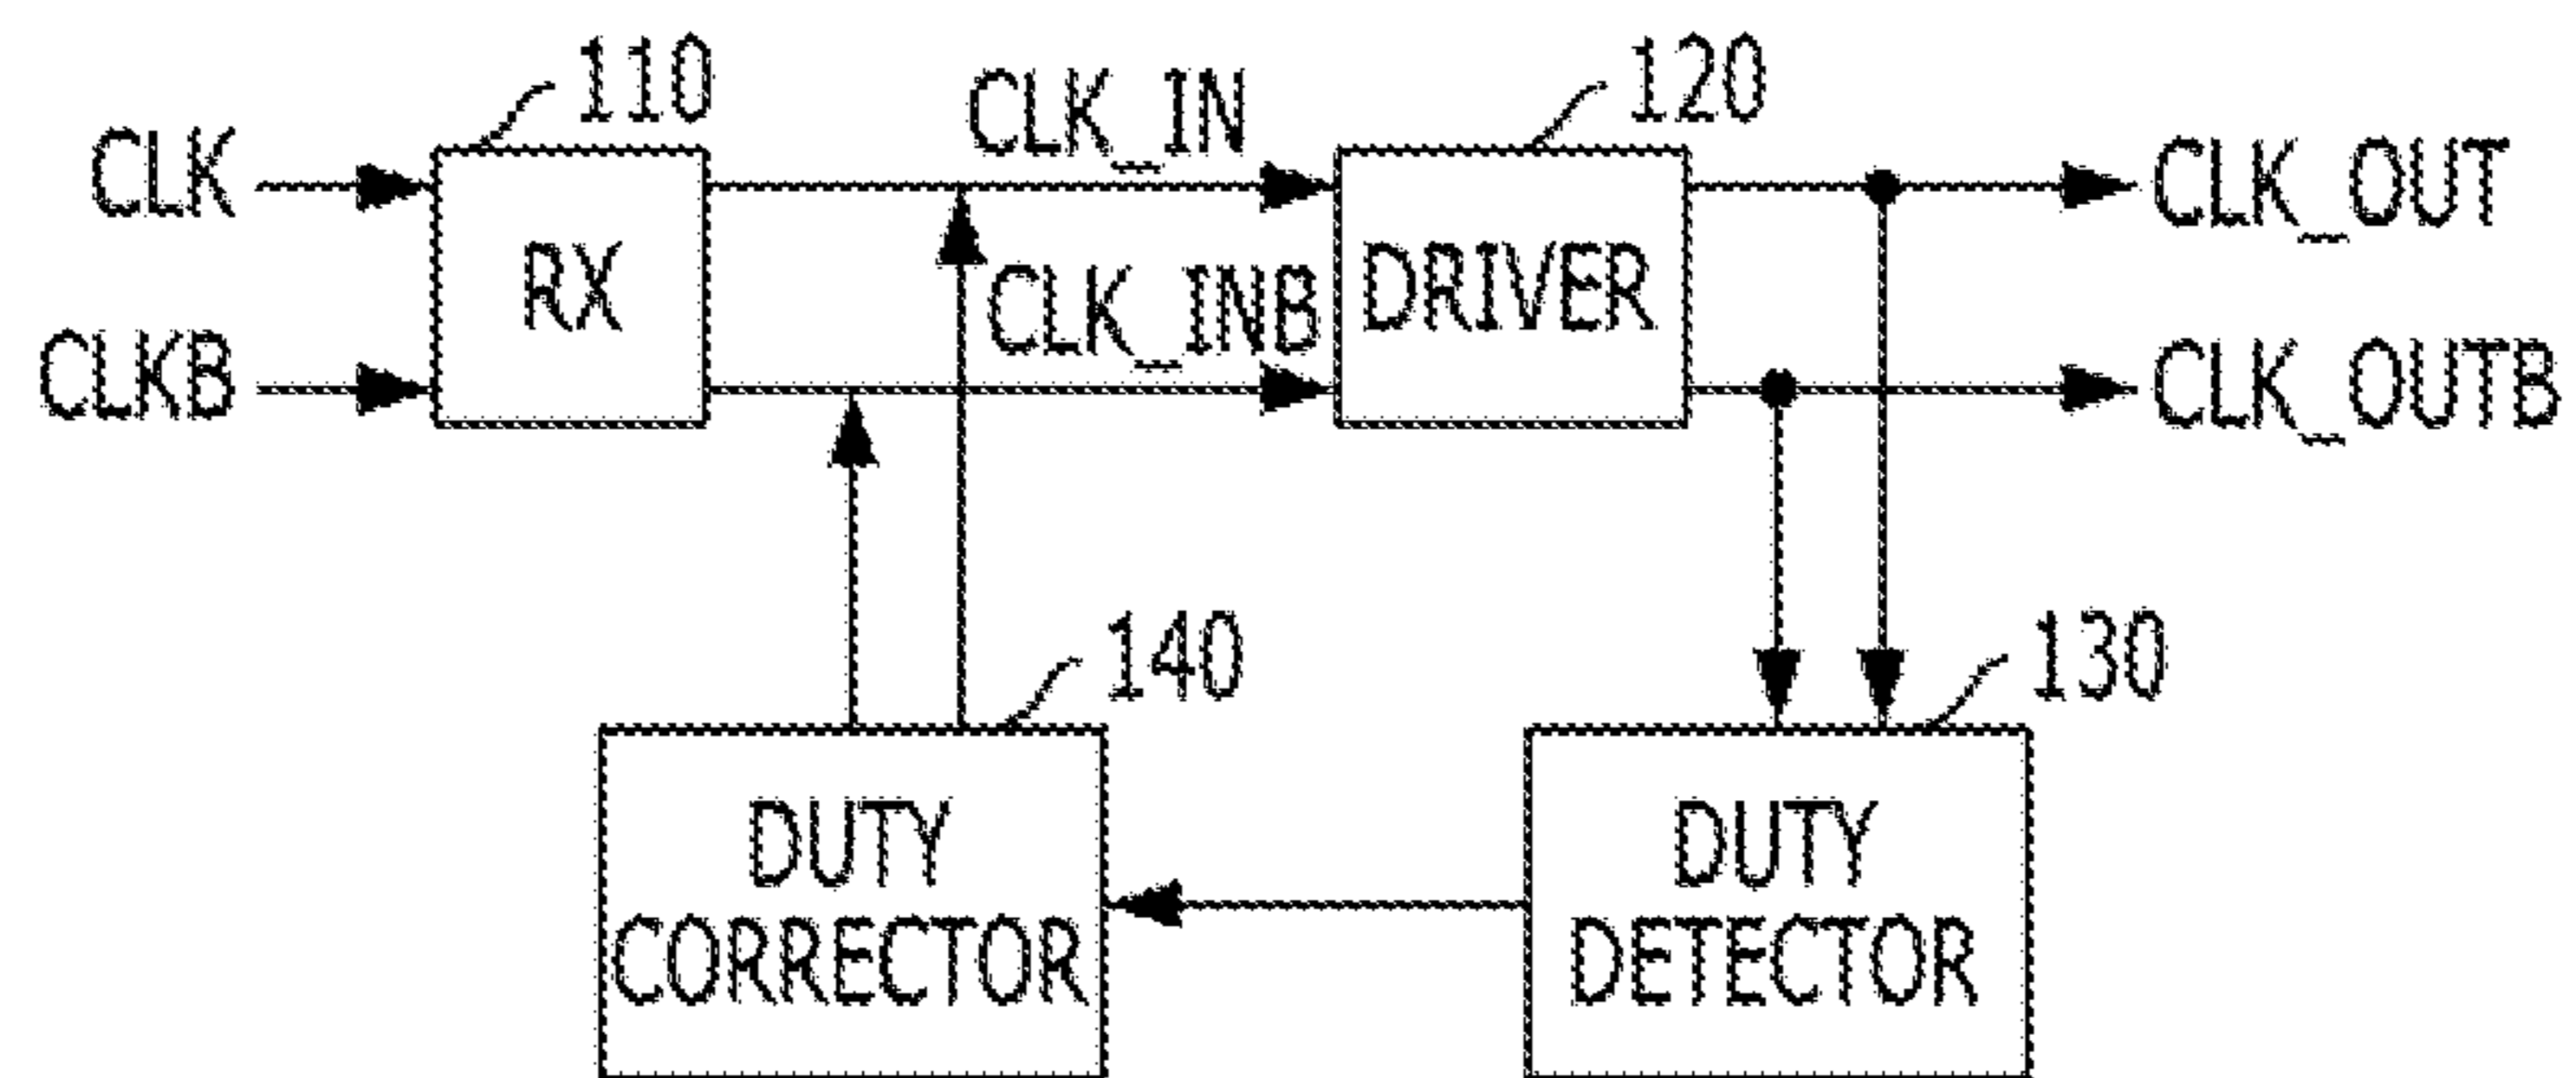 110
CLK_IN
120
CLK
CLK_OUT
RX
CLK_INB
DRIVER
CLKB
CLK_OUTB
140
130
DUTY
CORRECTOR
DUTY
DETECTOR